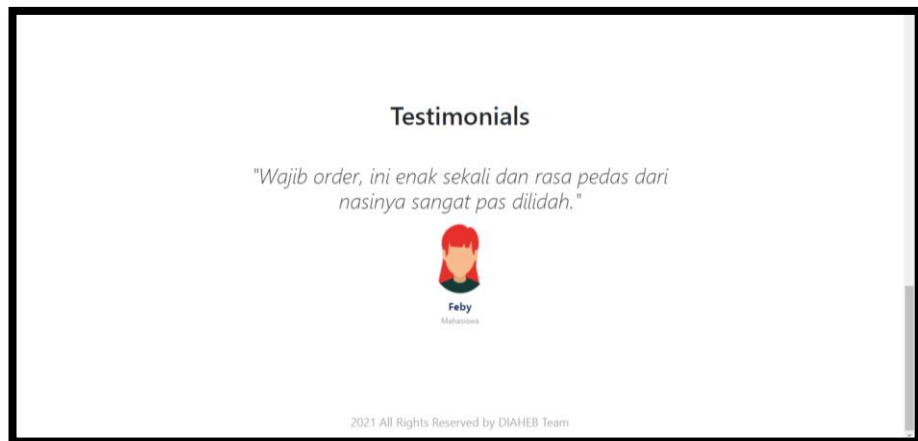 Testimonials
"Wajib order, ini enak sekali dan rasa pedas dari
nasinya sangat pas dilidah."
Feby
Mahasiswa
2021 All Rights Reserved by DIAHEB Team